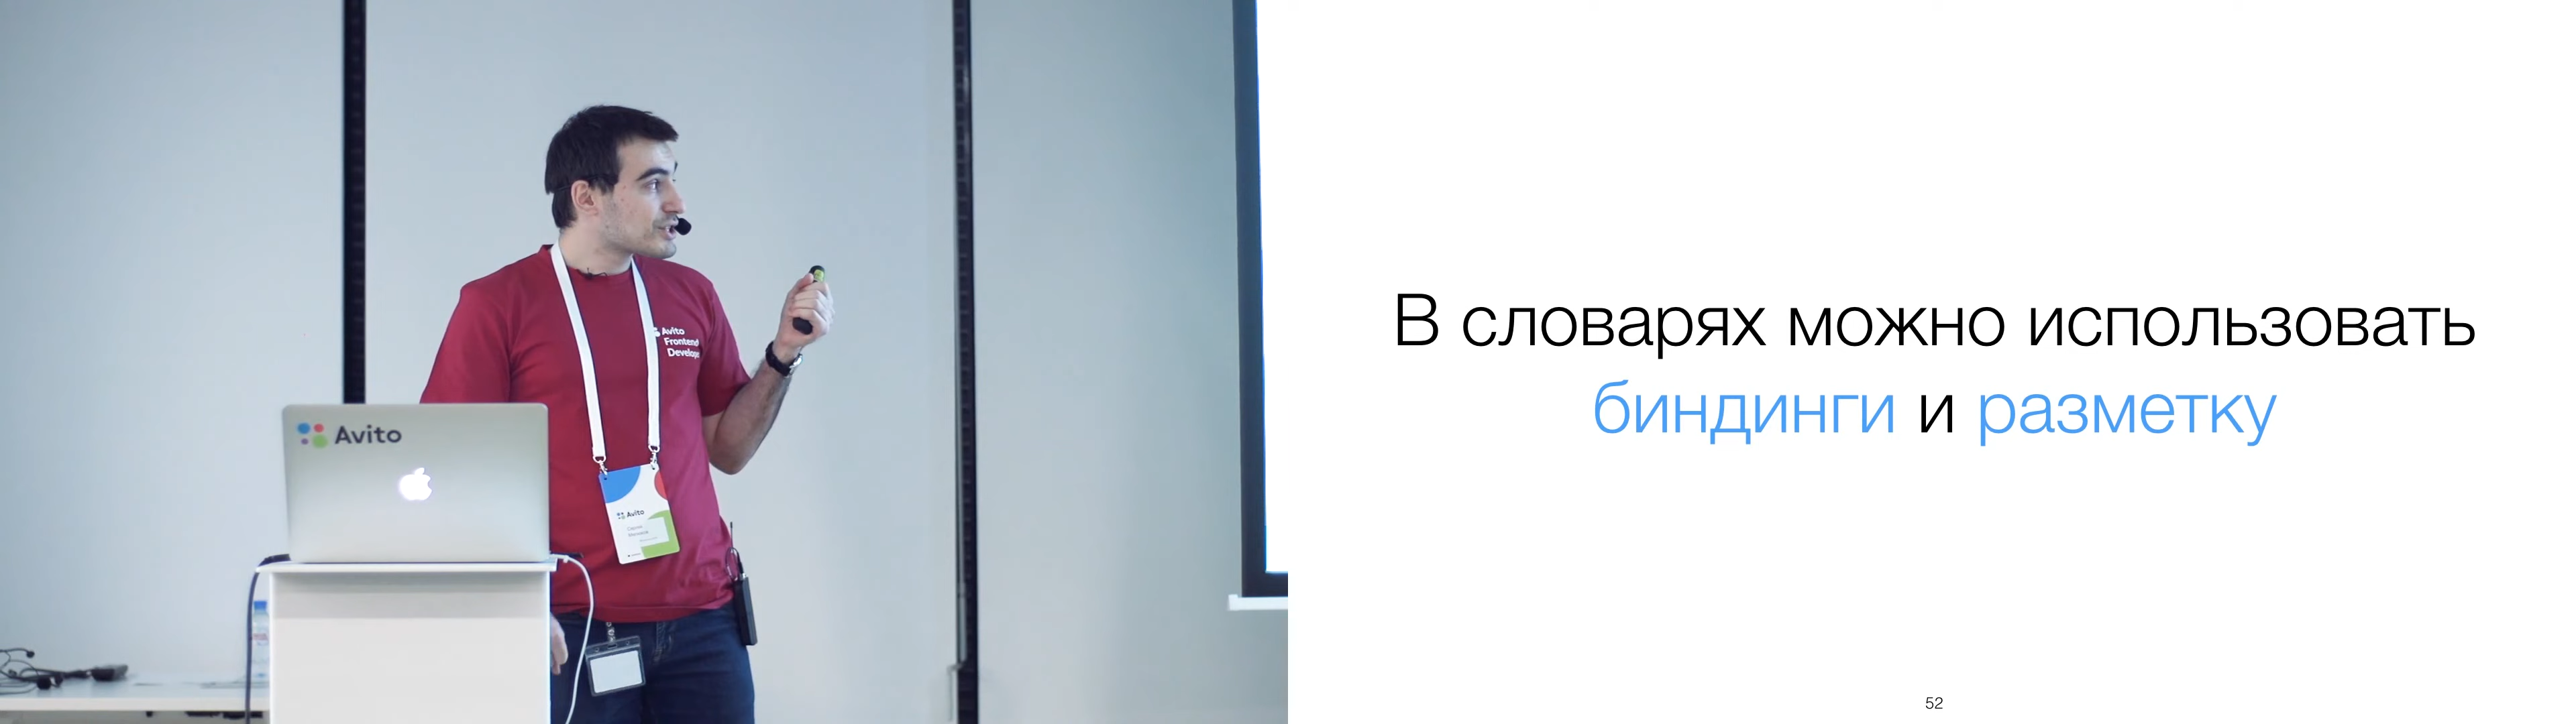 Avito
Frontend
Avito
Avito
В словарях можно использовать
биндинги и разметку
52